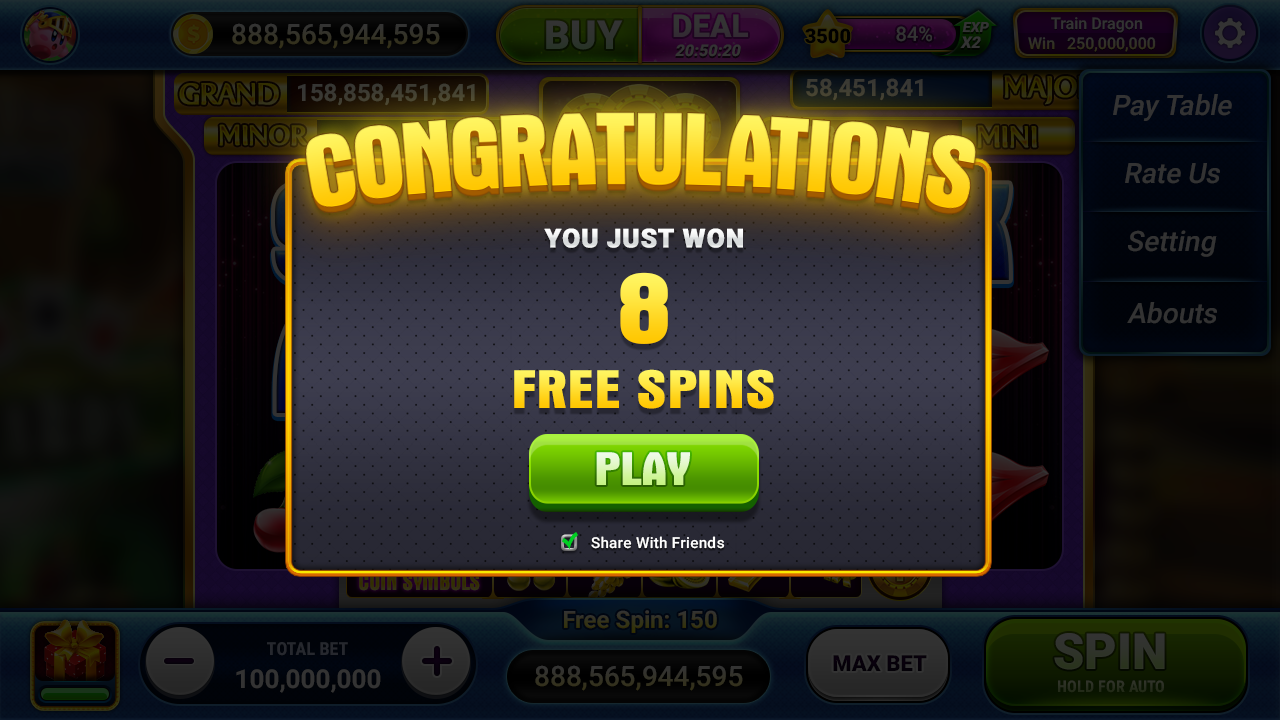 888,565,944,595
BUY
DEAL
20:50:20
3500
84%
EXP
X2
Train Dragon
Win 250,000,000
GRAND
158,858,451,841
58,451,841
MAJO
MINOR
MINI
Pay Table
Rate Us
Setting
Abouts
CONGRATULATIONS
YOU JUST WON
8
FREE SPINS
PLAY
Share With Friends
COIN SYMBOLS
Free Spin: 150
TOTAL BET
100,000,000
888,565,944,595
MAX BET
SPIN
HOLD FOR AUTO